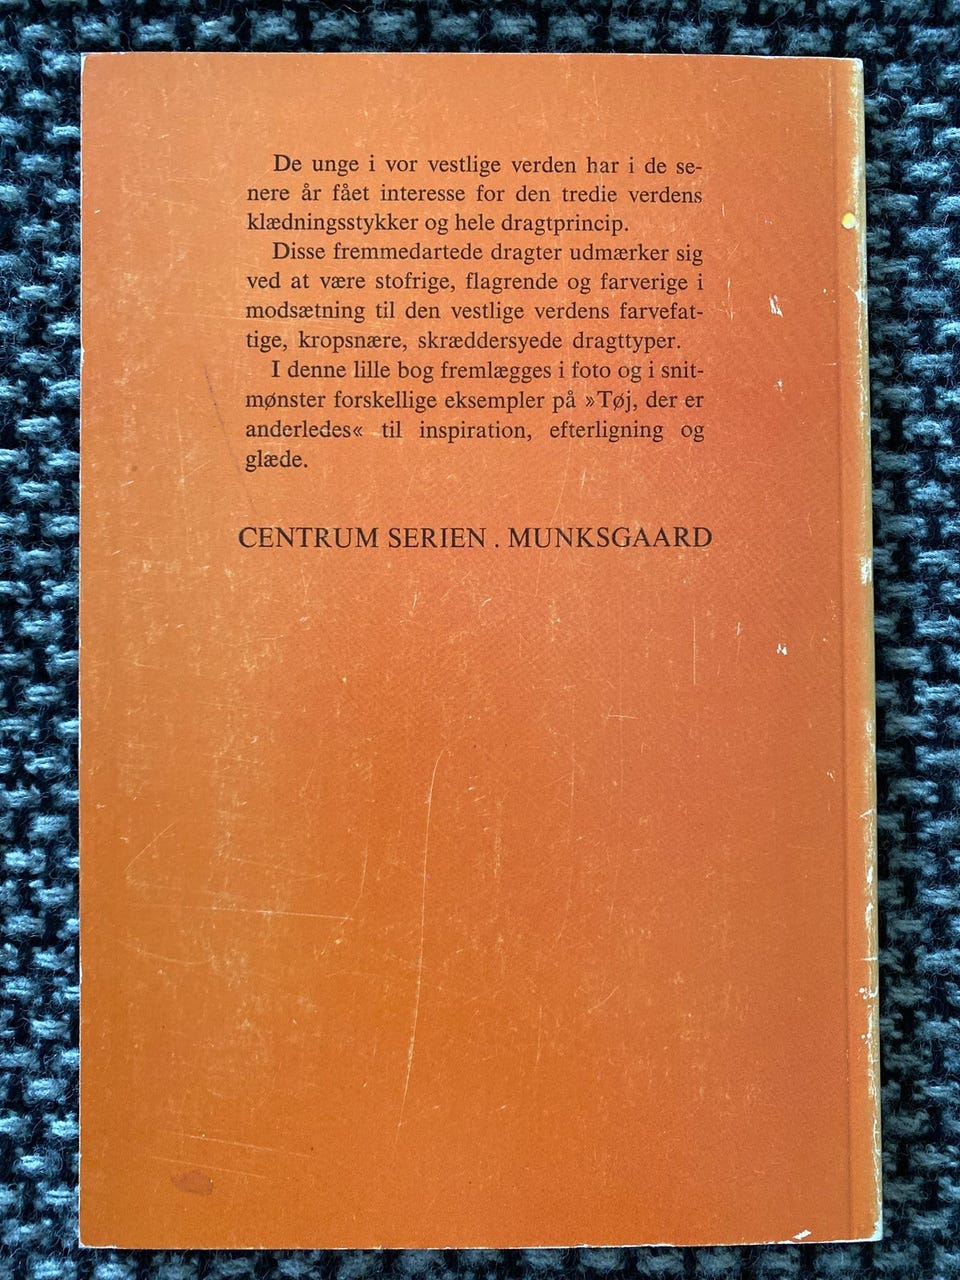 De unge i vor vestlige verden har i de se-
nere år fået interesse for den tredie verdens
klædningsstykker og hele dragtprincip.
Disse fremmedartede dragter udmærker sig
ved at være stofrige, flagrende og farverige i
modsætning til den vestlige verdens farvefat-
tige, kropsnære, skræddersyede dragttyper.
I denne lille bog fremlægges i foto og i snit-
mønster forskellige eksempler på »Tøj, der er
anderledes« til inspiration, efterligning og
glæde.
CENTRUM SERIEN . MUNKSGAARD